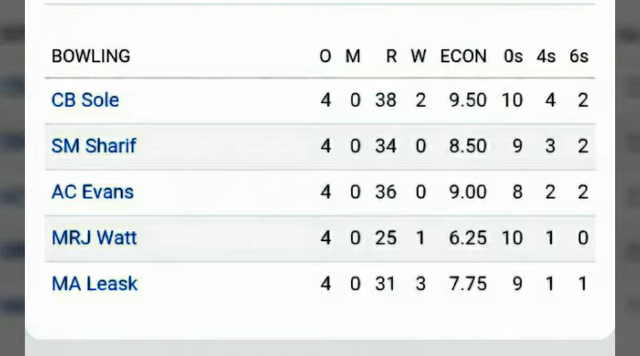 BOWLING O M R W ECON 0s 4s 6s
CB Sole 4 0 38 2 9.50 10 4 2
SM Sharif 4 0 34 0 8.50 9 3 2
AC Evans 4 0 36 0 9.00 8 2 2
MRJ Watt 4 0 25 1 6.25 10 1 0
MA Leask 4 0 31 3 7.75 9 1 1